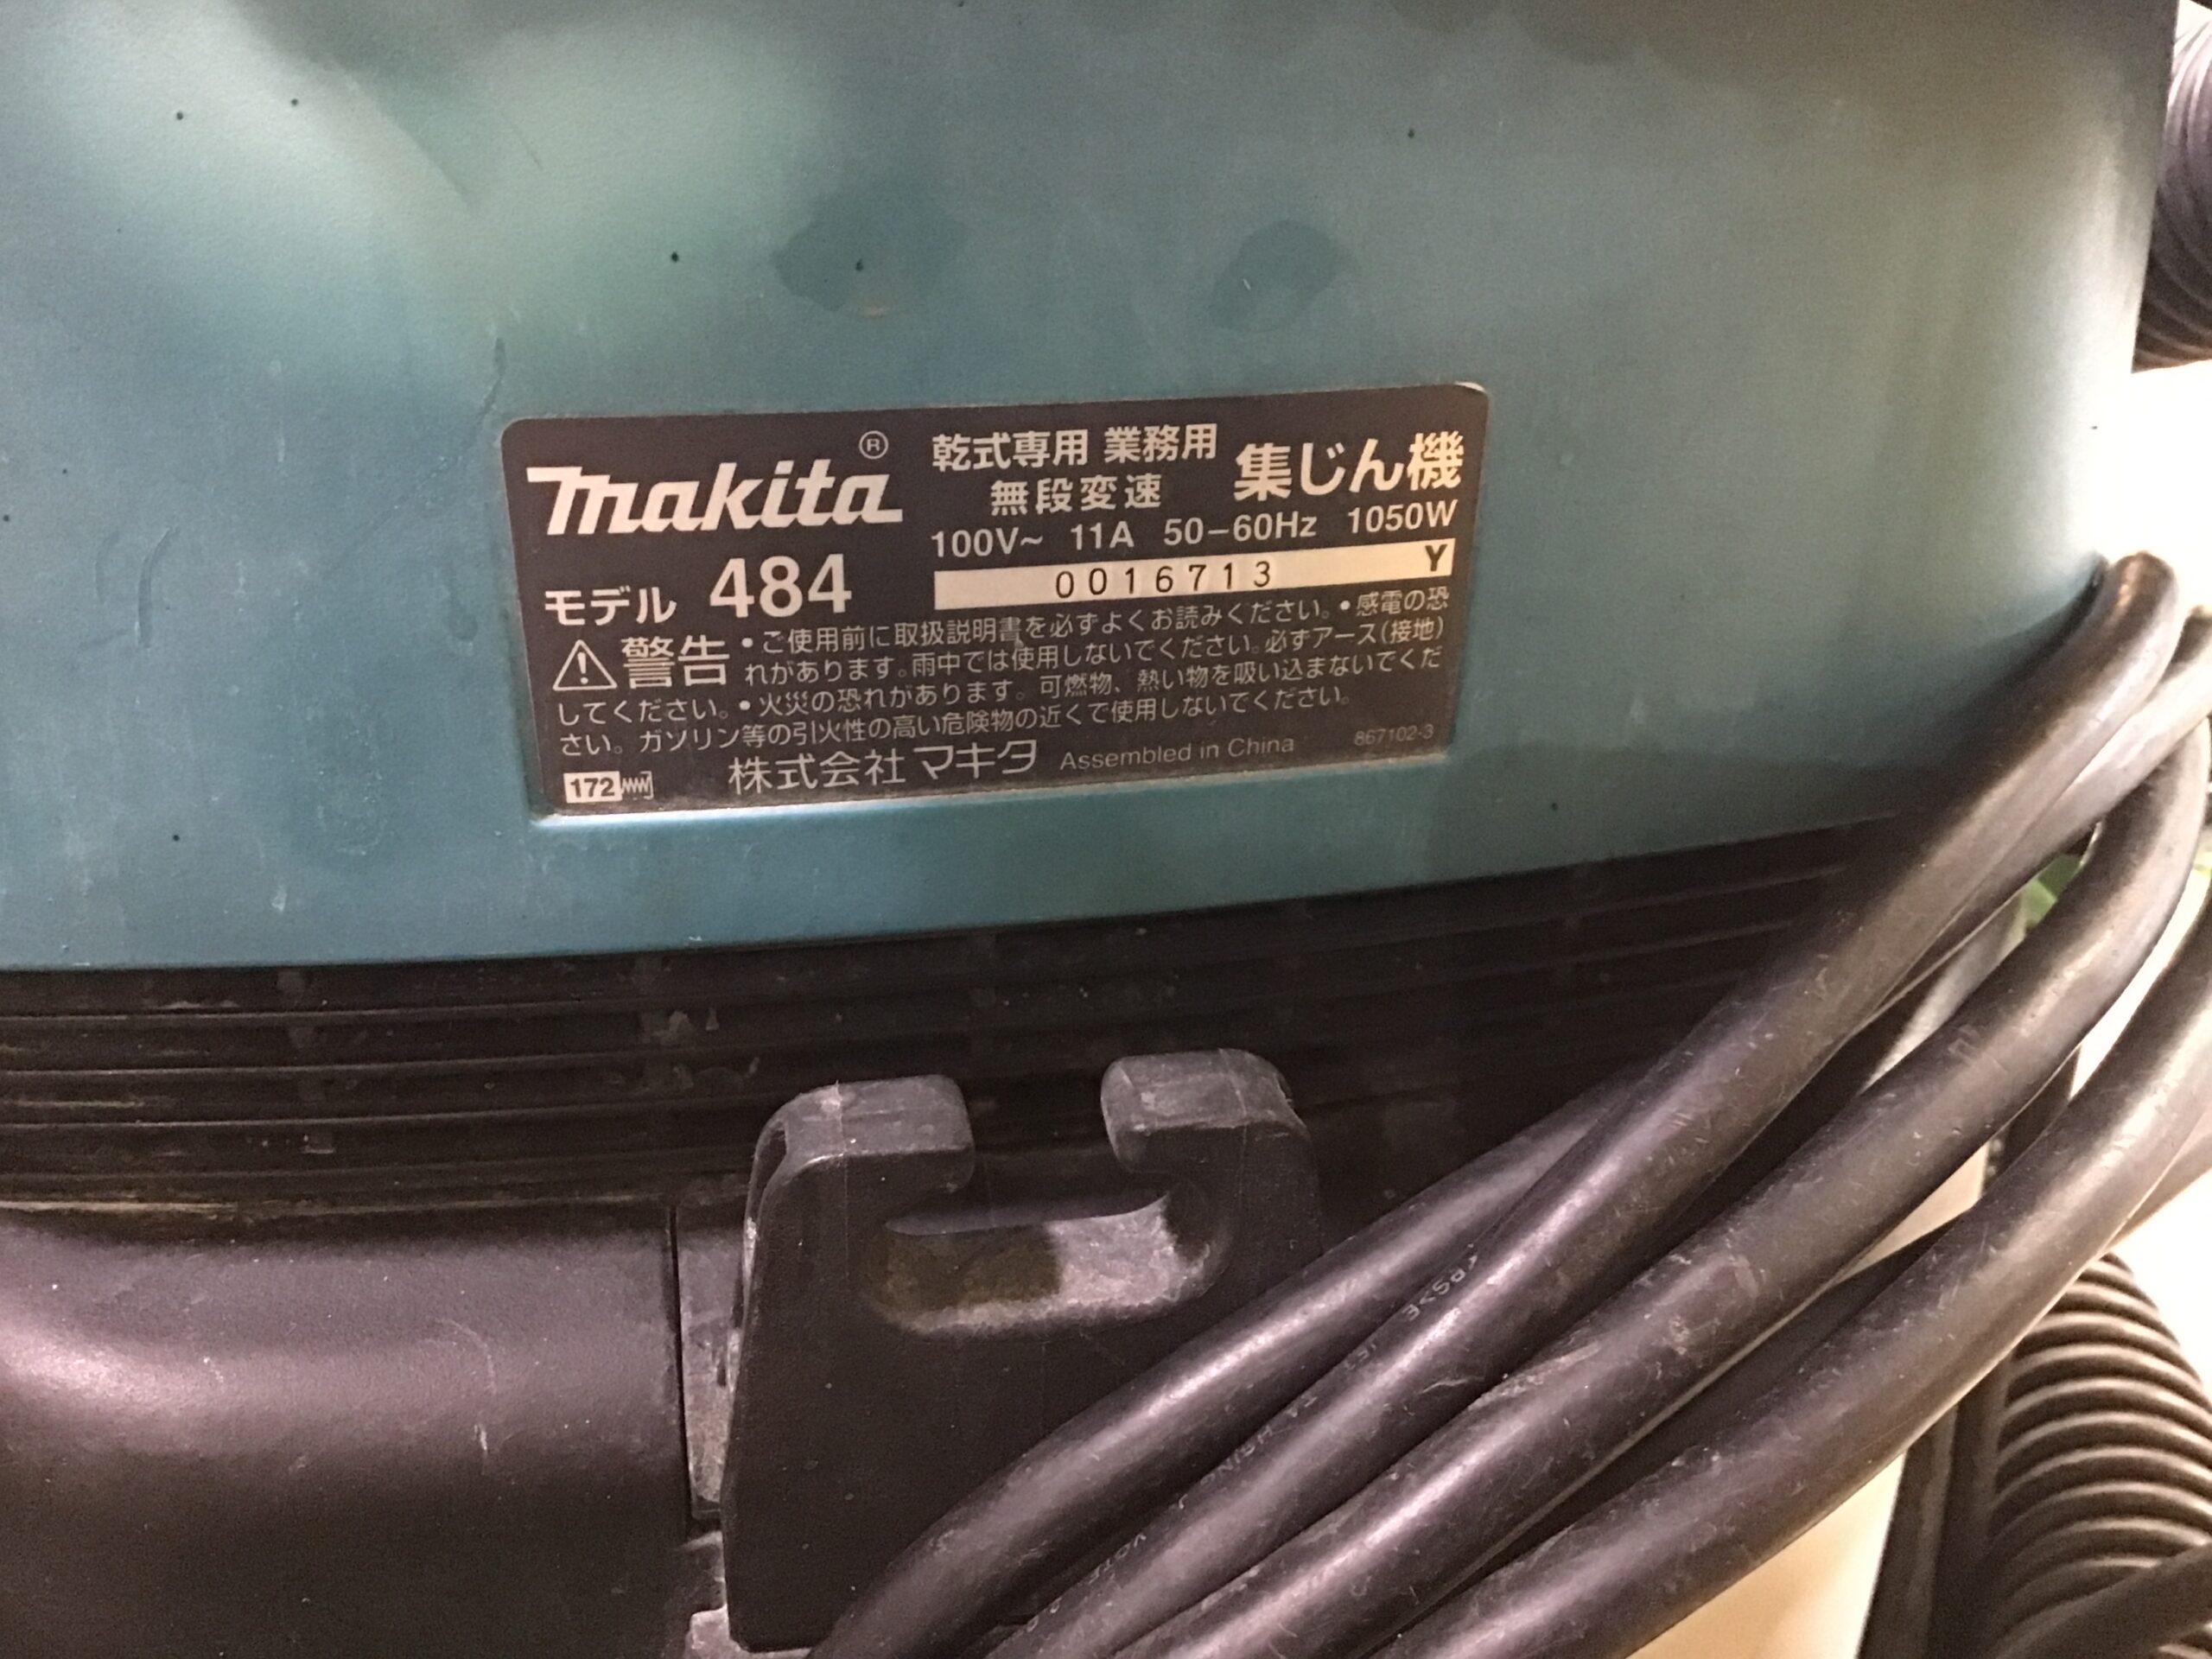 makita®
乾式専用 業務用 集じん機
無段変速
100V~ 11A 50-60Hz 1050W
モデル 484
0016713 Y
⚠警告 •ご使用前に取扱説明書を必ずよくお読みください。•感電の恐
れがあります。雨中では使用しないでください。必ずアース(接地)
してください。•火災の恐れがあります。可燃物、熱い物を吸い込まないでくだ
さい。ガソリン等の引火性の高い危険物の近くで使用しないでください。
172 株式会社マキタ Assembled in China 867102-3
<PS>E